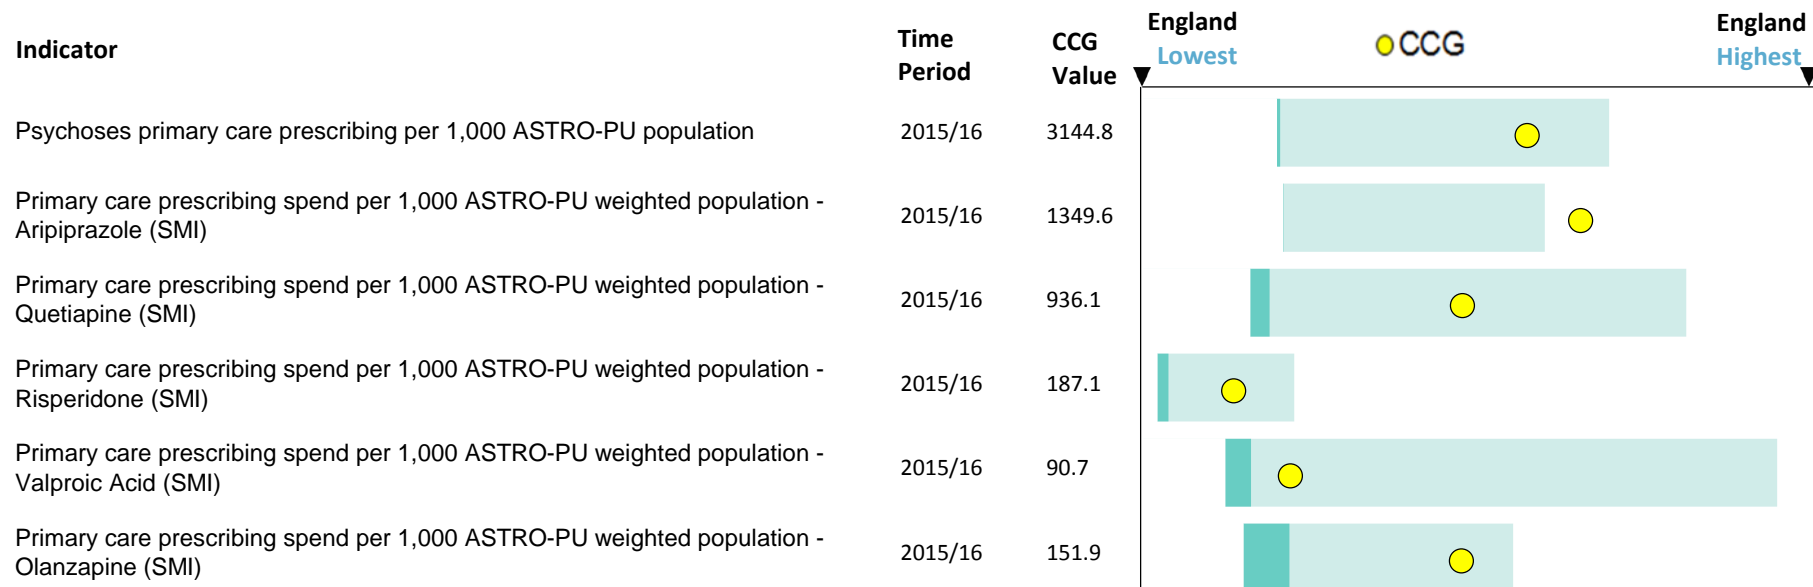 Indicator
Time
Period
CCG
Value
England
Lowest
CCG
England
Highest
Psychoses primary care prescribing per 1,000 ASTRO-PU population
2015/16
3144.8
Primary care prescribing spend per 1,000 ASTRO-PU weighted population -
Aripiprazole (SMI)
2015/16
1349.6
Primary care prescribing spend per 1,000 ASTRO-PU weighted population -
Quetiapine (SMI)
2015/16
936.1
Primary care prescribing spend per 1,000 ASTRO-PU weighted population -
Risperidone (SMI)
2015/16
187.1
Primary care prescribing spend per 1,000 ASTRO-PU weighted population -
Valproic Acid (SMI)
2015/16
90.7
Primary care prescribing spend per 1,000 ASTRO-PU weighted population -
Olanzapine (SMI)
2015/16
151.9